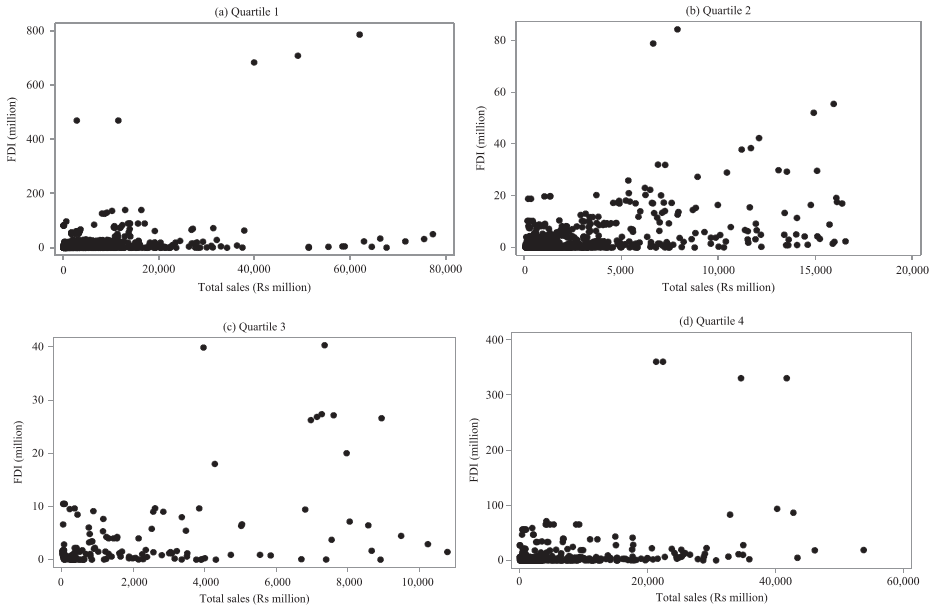 (a) Quartile 1
800
600
400
200
0
FDI (million)
0 20,000 40,000 60,000 80,000
Total sales (Rs million)
(b) Quartile 2
80
60
40
20
0
FDI (million)
0 5,000 10,000 15,000 20,000
Total sales (Rs million)
(c) Quartile 3
40
30
20
10
0
FDI (million)
0 2,000 4,000 6,000 8,000 10,000
Total sales (Rs million)
(d) Quartile 4
400
300
200
100
0
FDI (million)
0 20,000 40,000 60,000
Total sales (Rs million)